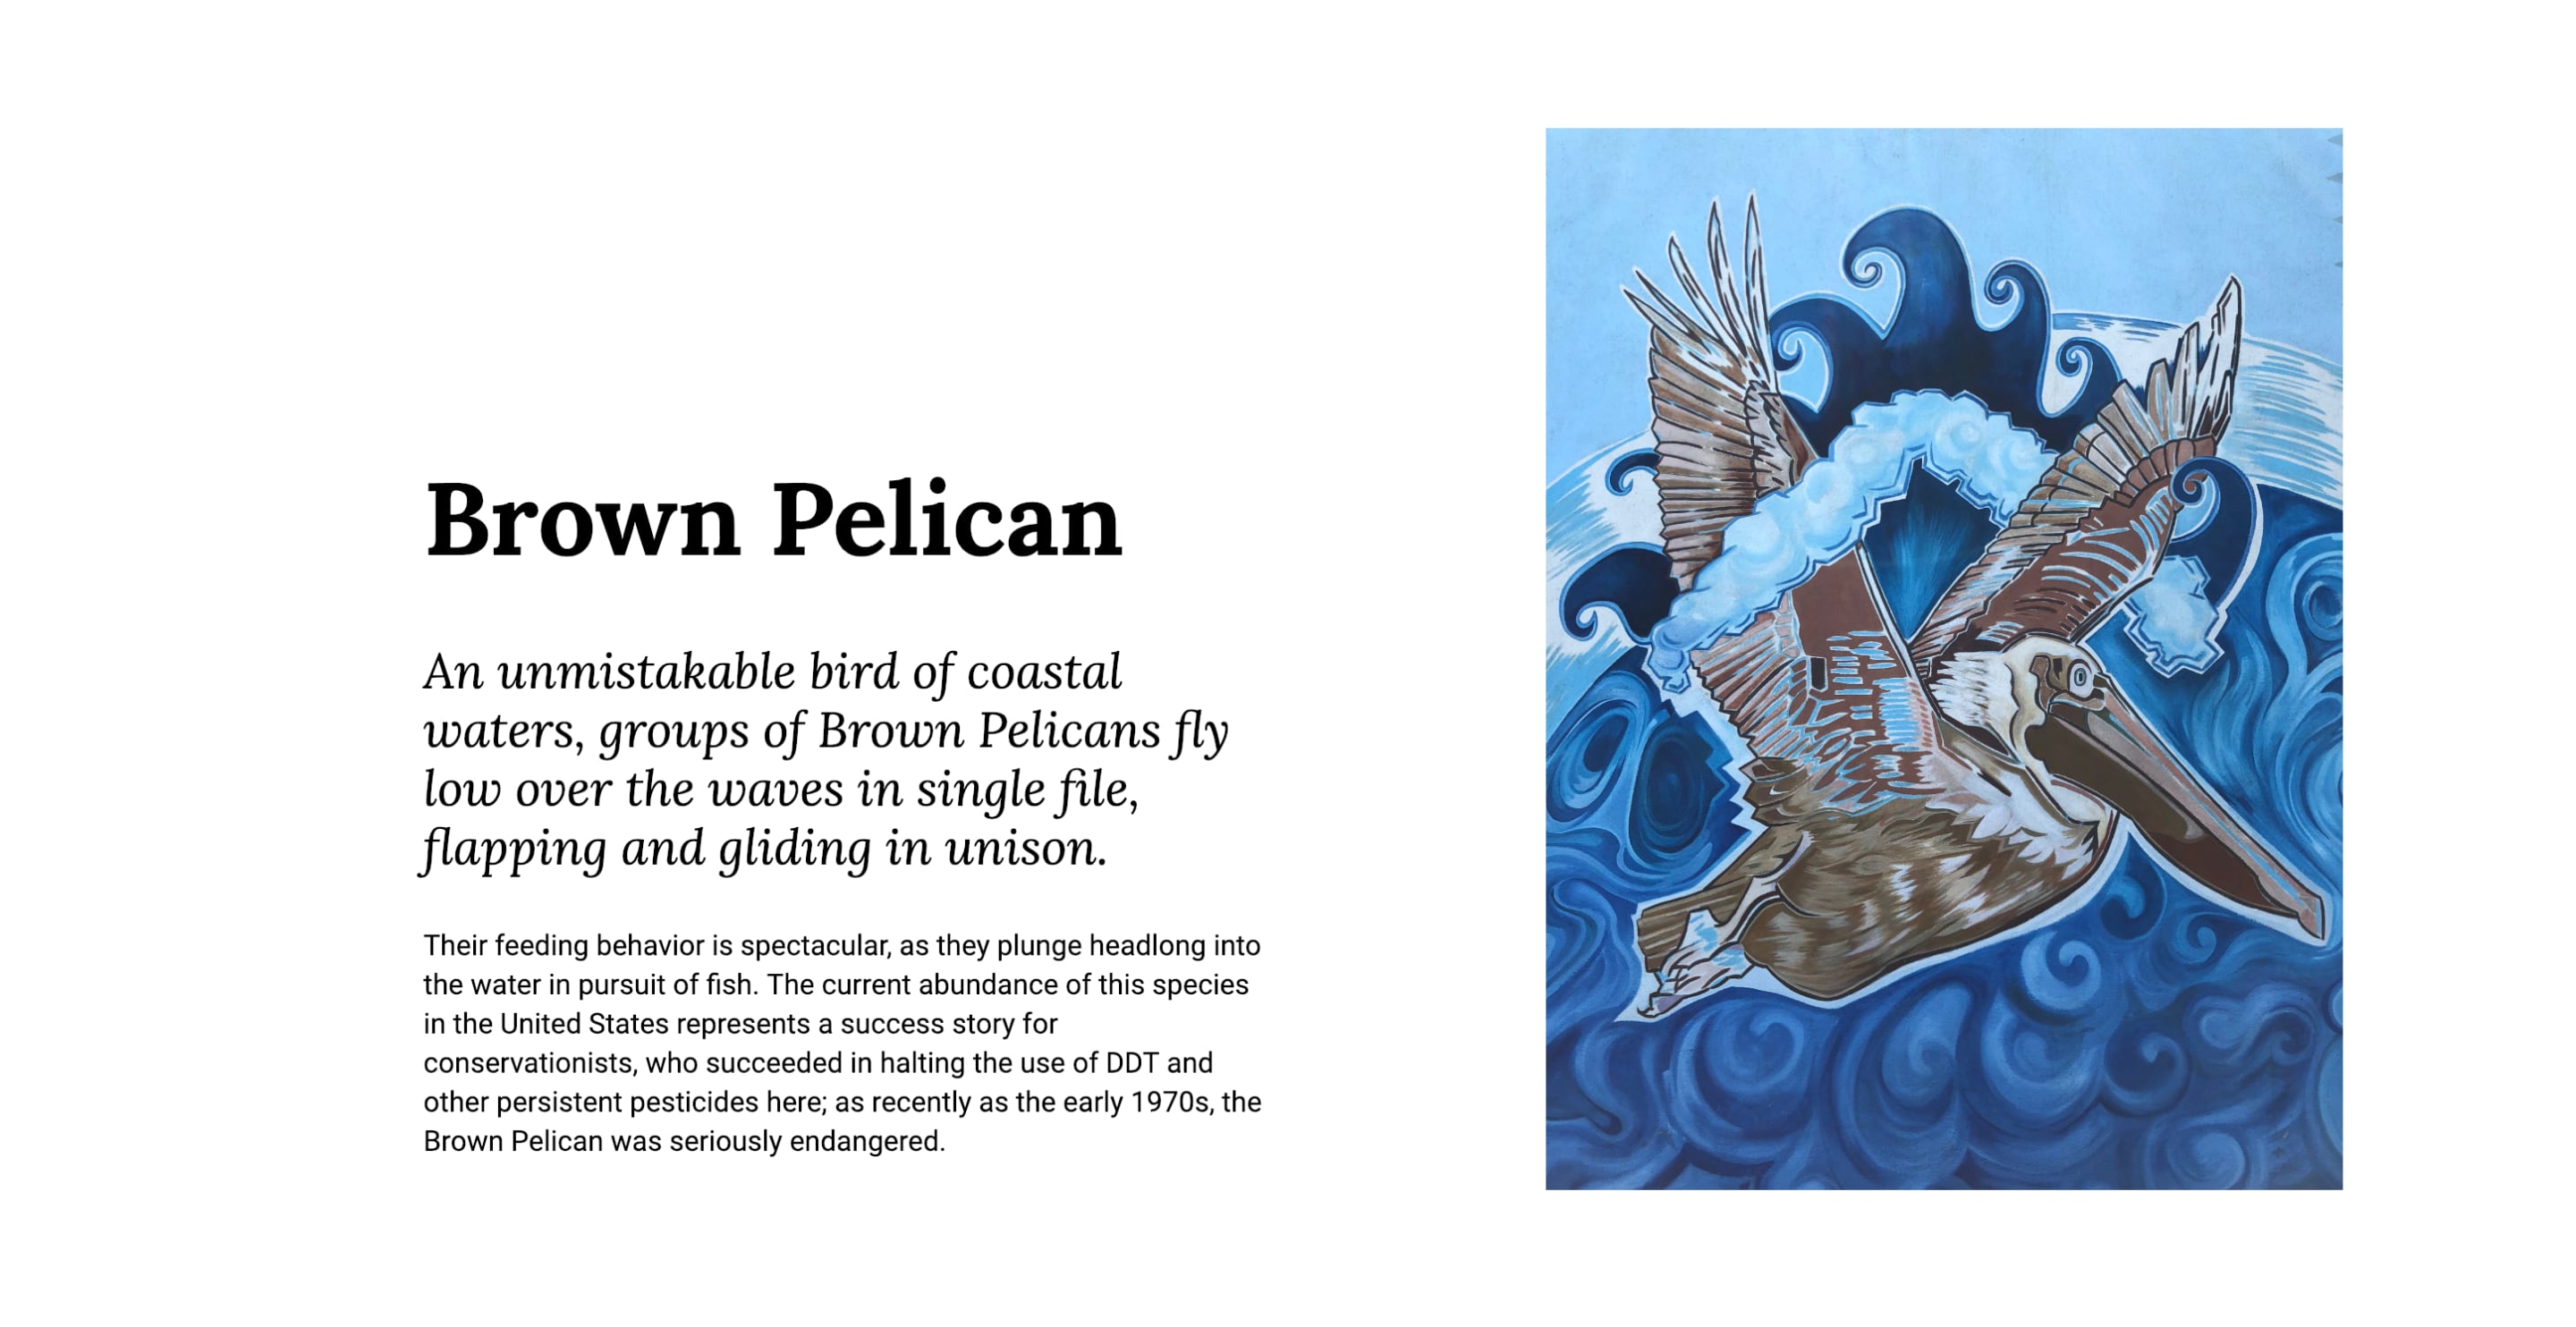 Brown Pelican
An unmistakable bird of coastal
waters, groups of Brown Pelicans fly
low over the waves in single file,
flapping and gliding in unison.
Their feeding behavior is spectacular, as they plunge headlong into
the water in pursuit of fish. The current abundance of this species
in the United States represents a success story for
conservationists, who succeeded in halting the use of DDT and
other persistent pesticides here; as recently as the early 1970s, the
Brown Pelican was seriously endangered.